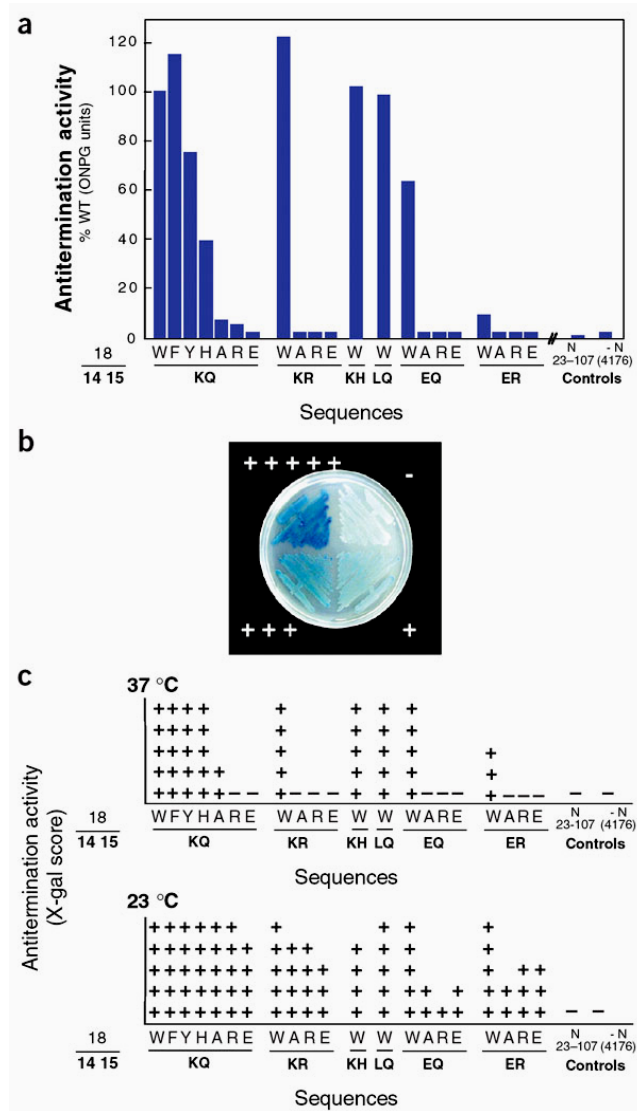 a
Antitermination activity
% WT (ONPG units)
120
100
80
60
40
20
0
18
14 15
W F Y H A R E
KQ
W A R E
KR
W
KH
W
LQ
W A R E
EQ
W A R E
ER
N
23–107
- N
(4176)
Controls
Sequences
b
+ + + + +
-
+ + +
+
c
Antitermination activity
(X-gal score)
37 °C
+ + + + + + + +
+ + + + + + + +
+ + + + + + + + +
+ + + + + + + + + +
+ + + + + – – + – – – + + + – – – + – – – – –
18
14 15
W F Y H A R E
KQ
W A R E
KR
W
KH
W
LQ
W A R E
EQ
W A R E
ER
N
23-107
- N
(4176)
Controls
Sequences
23 °C
+ + + + + + + + + +
+ + + + + + + + + + + + + +
+ + + + + + + + + + + + + + + + +
+ + + + + + + + + + + + + + + + + + + +
+ + + + + + + + + + + + + + + + + + + + + – –
18
14 15
W F Y H A R E
KQ
W A R E
KR
W
KH
W
LQ
W A R E
EQ
W A R E
ER
N
23–107
- N
(4176)
Controls
Sequences